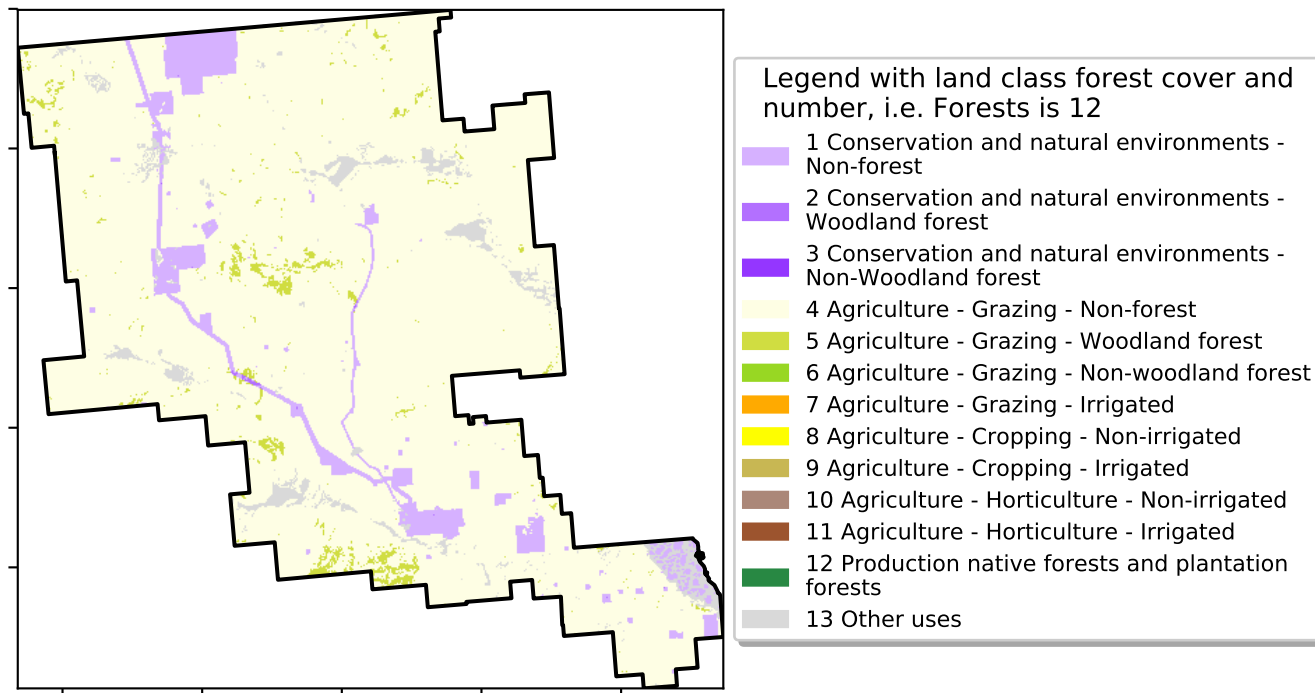 Legend with land class forest cover and
number, i.e. Forests is 12
1 Conservation and natural environments -
Non-forest
2 Conservation and natural environments -
Woodland forest
3 Conservation and natural environments -
Non-Woodland forest
4 Agriculture - Grazing - Non-forest
5 Agriculture - Grazing - Woodland forest
6 Agriculture - Grazing - Non-woodland forest
7 Agriculture - Grazing - Irrigated
8 Agriculture - Cropping - Non-irrigated
9 Agriculture - Cropping - Irrigated
10 Agriculture - Horticulture - Non-irrigated
11 Agriculture - Horticulture - Irrigated
12 Production native forests and plantation
forests
13 Other uses